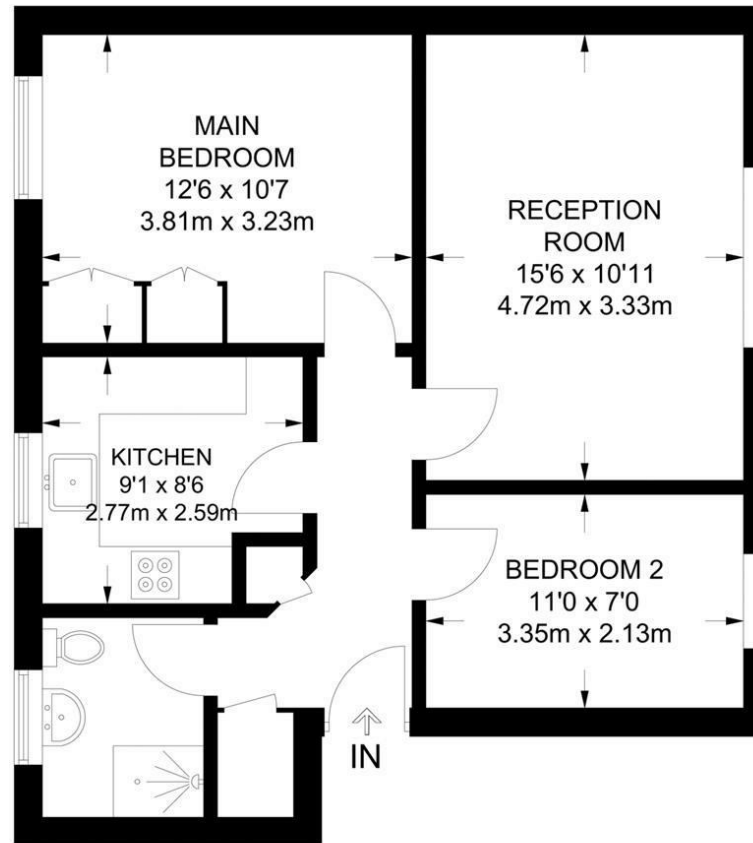 MAIN
BEDROOM
12'6 x 10'7
3.81m x 3.23m
RECEPTION
ROOM
15'6 x 10'11
4.72m x 3.33m
KITCHEN
9'1 x 8'6
2.77m x 2.59m
BEDROOM 2
11'0 x 7'0
3.35m x 2.13m
IN